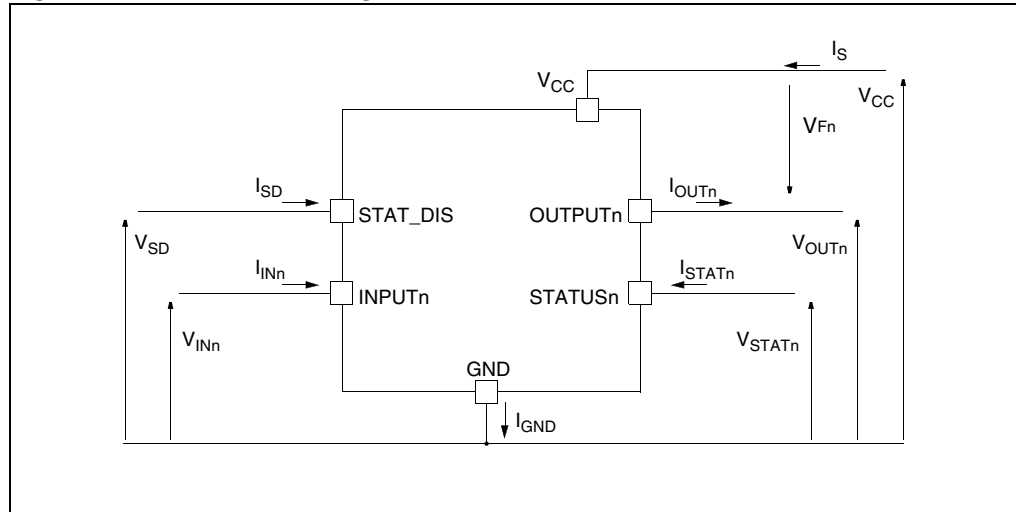 I_S
V_CC
V_CC
V_Fn
I_SD
I_OUTn
STAT_DIS
OUTPUTn
V_SD
V_OUTn
I_INn
I_STATn
INPUTn
STATUSn
V_INn
V_STATn
GND
I_GND